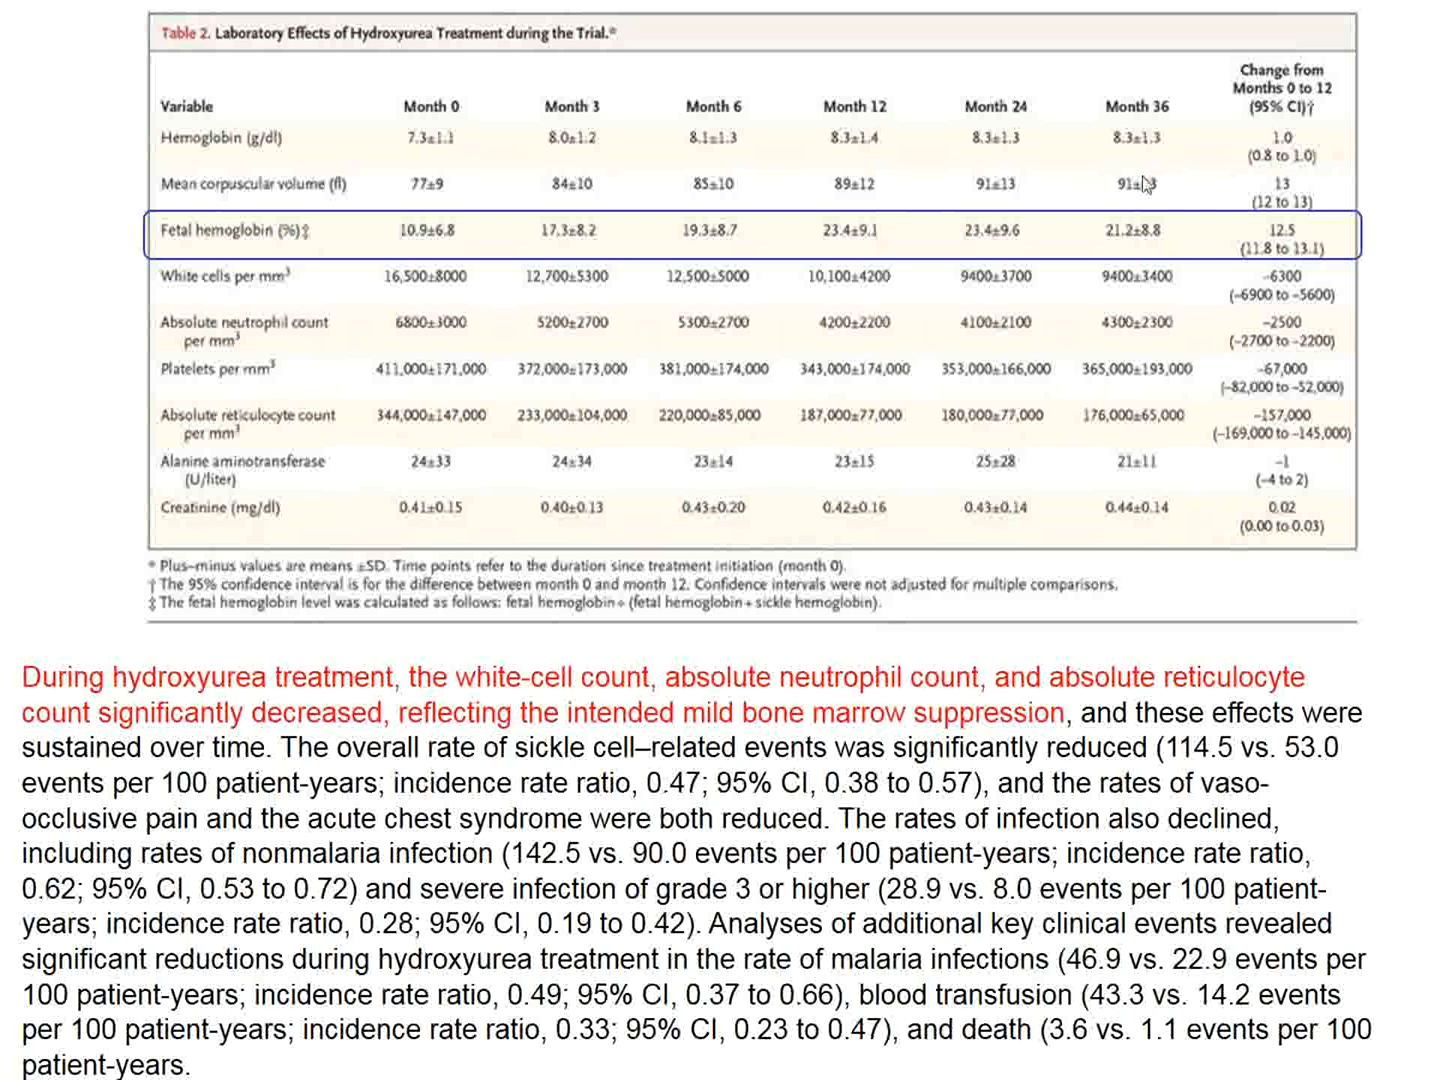 Table 2. Laboratory Effects of Hydroxyurea Treatment during the Trial.*
Variable Month 0 Month 3 Month 6 Month 12 Month 24 Month 36 Change from Months 0 to 12 (95% CI)†
Hemoglobin (g/dl) 7.3±1.1 8.0±1.2 8.1±1.3 8.3±1.4 8.3±1.3 8.3±1.3 1.0
(0.8 to 1.0)
Mean corpuscular volume (fl) 77±9 84±10 85±10 89±12 91±13 13
(12 to 13)
Fetal hemoglobin (%)‡ 10.9±6.8 17.3±8.2 19.3±8.7 23.4±9.1 23.4±9.6 21.2±8.8 12.5
(11.8 to 13.1)
White cells per mm³ 16,500±8000 12,700±5300 12,500±5000 10,100±4200 9400±3700 9400±3400 −6300
(−6900 to −5600)
Absolute neutrophil count 6800±3000 5200±2700 5300±2700 4200±2200 4100±2100 4300±2300 −2500
per mm³ (−2700 to −2200)
Platelets per mm³ 411,000±171,000 372,000±173,000 381,000±174,000 343,000±174,000 353,000±166,000 365,000±193,000 −67,000
(−82,000 to −52,000)
Absolute reticulocyte count 344,000±147,000 233,000±104,000 220,000±85,000 187,000±77,000 180,000±77,000 176,000±65,000 −157,000
per mm³ (−169,000 to −145,000)
Alanine aminotransferase 24±33 24±34 23±14 23±15 25±28 21±11 −1
(U/liter) (−4 to 2)
Creatinine (mg/dl) 0.41±0.15 0.40±0.13 0.43±0.20 0.42±0.16 0.43±0.14 0.44±0.14 0.02
(0.00 to 0.03)
* Plus–minus values are means ±SD. Time points refer to the duration since treatment initiation (month 0).
† The 95% confidence interval is for the difference between month 0 and month 12. Confidence intervals were not adjusted for multiple comparisons.
‡ The fetal hemoglobin level was calculated as follows: fetal hemoglobin÷(fetal hemoglobin+sickle hemoglobin).
During hydroxyurea treatment, the white-cell count, absolute neutrophil count, and absolute reticulocyte
count significantly decreased, reflecting the intended mild bone marrow suppression, and these effects were
sustained over time. The overall rate of sickle cell–related events was significantly reduced (114.5 vs. 53.0
events per 100 patient-years; incidence rate ratio, 0.47; 95% CI, 0.38 to 0.57), and the rates of vaso-
occlusive pain and the acute chest syndrome were both reduced. The rates of infection also declined,
including rates of nonmalaria infection (142.5 vs. 90.0 events per 100 patient-years; incidence rate ratio,
0.62; 95% CI, 0.53 to 0.72) and severe infection of grade 3 or higher (28.9 vs. 8.0 events per 100 patient-
years; incidence rate ratio, 0.28; 95% CI, 0.19 to 0.42). Analyses of additional key clinical events revealed
significant reductions during hydroxyurea treatment in the rate of malaria infections (46.9 vs. 22.9 events per
100 patient-years; incidence rate ratio, 0.49; 95% CI, 0.37 to 0.66), blood transfusion (43.3 vs. 14.2 events
per 100 patient-years; incidence rate ratio, 0.33; 95% CI, 0.23 to 0.47), and death (3.6 vs. 1.1 events per 100
patient-years.